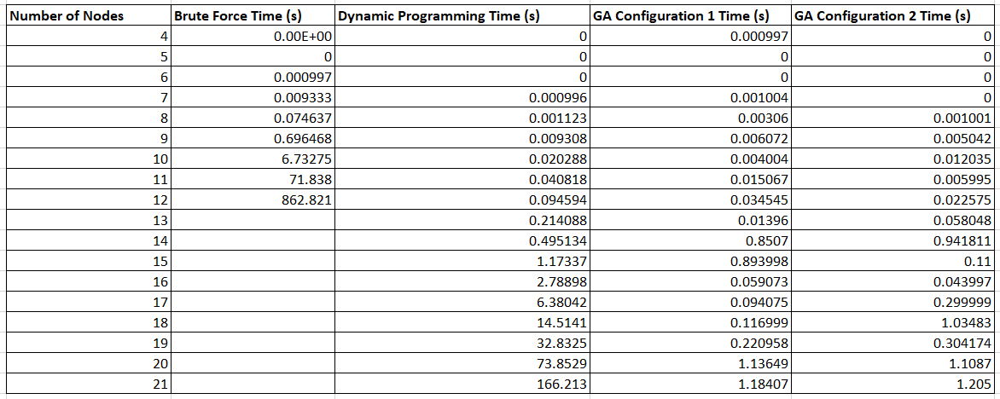 Number of Nodes Brute Force Time (s) Dynamic Programming Time (s) GA Configuration 1 Time (s) GA Configuration 2 Time (s)
4 0.00E+00 0 0.000997 0
5 0 0 0 0
6 0.000997 0 0 0
7 0.009333 0.000996 0.001004 0
8 0.074637 0.001123 0.00306 0.001001
9 0.696468 0.009308 0.006072 0.005042
10 6.73275 0.020288 0.004004 0.012035
11 71.838 0.040818 0.015067 0.005995
12 862.821 0.094594 0.034545 0.022575
13 0.214088 0.01396 0.058048
14 0.495134 0.8507 0.941811
15 1.17337 0.893998 0.11
16 2.78898 0.059073 0.043997
17 6.38042 0.094075 0.299999
18 14.5141 0.116999 1.03483
19 32.8325 0.220958 0.304174
20 73.8529 1.13649 1.1087
21 166.213 1.18407 1.205